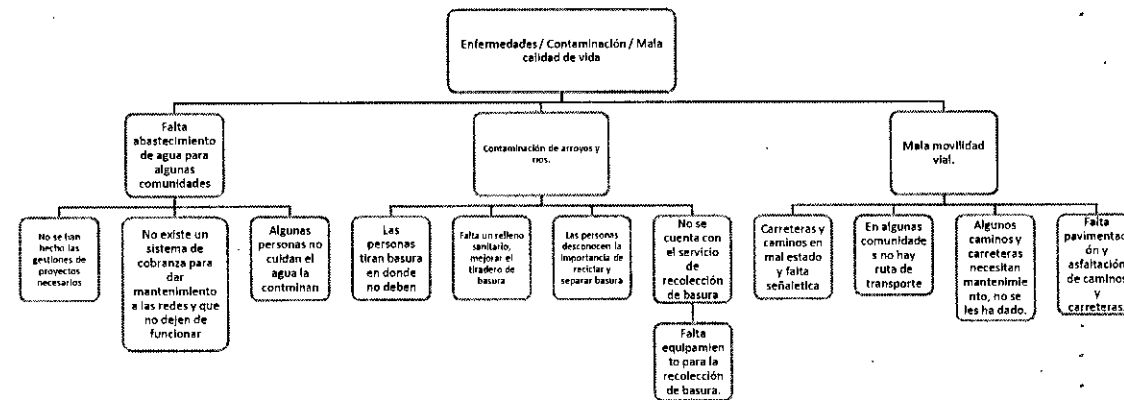 Enfermedades / Contaminación / Mala
calidad de vida
Falta
abastecimiento
de agua para
algunas
comunidades
Contaminación de arroyos y
rios.
Mala movilidad
vial.
No se han
hecho las
gestiones de
proyectos
necesarios
No existe un
sistema de
cobranza para
dar
mantenimiento
a las redes y que
no dejen de
funcionar
Algunas
personas no
cuidan el
agua la
contminan
Las
personas
tiran basura
en donde
no deben
Falta un relleno
sanitario,
mejorar el
tiradero de
basura
Las personas
desconocen la
importancia de
reciclar y
separar basura
No se
cuenta con
el servicio
de
recolección
de basura
Falta
equipamie
nto para la
recolección
de basura.
Carreteras y
caminos en
mal estado y
falta
señaletica
En algunas
comunidade
s no hay
ruta de
transporte
Algunos
caminos y
carreteras
necesitan
mantenimie
nto, no se
les ha dado.
Falta
pavimentac
ión y
asfaltación
de caminos
y
carreteras.